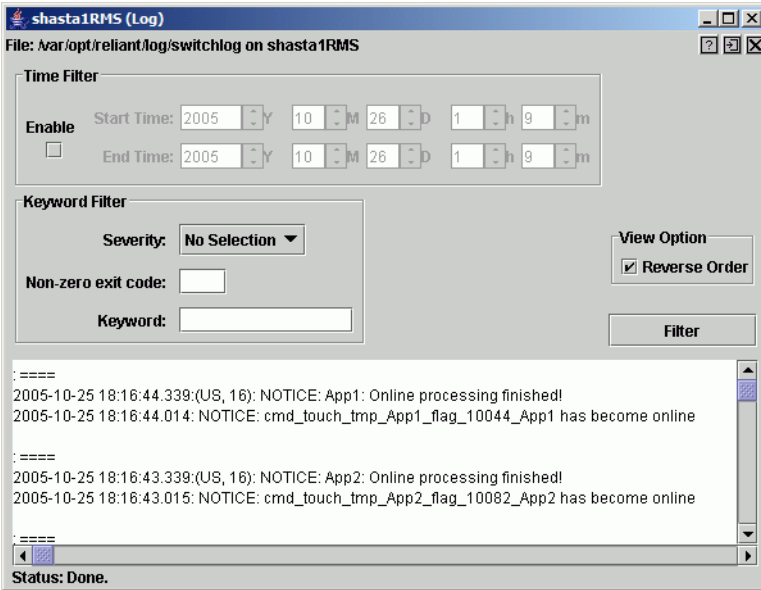 shasta1RMS (Log)
File: /var/opt/reliant/log/switchlog on shasta1RMS
Time Filter
Enable
Start Time: 2005 Y 10 M 26 D 1 h 9 m
End Time: 2005 Y 10 M 26 D 1 h 9 m
Keyword Filter
Severity: No Selection
Non-zero exit code:
Keyword:
View Option
Reverse Order
Filter
: ====
2005-10-25 18:16:44.339:(US, 16): NOTICE: App1: Online processing finished!
2005-10-25 18:16:44.014: NOTICE: cmd_touch_tmp_App1_flag_10044_App1 has become online
: ====
2005-10-25 18:16:43.339:(US, 16): NOTICE: App2: Online processing finished!
2005-10-25 18:16:43.015: NOTICE: cmd_touch_tmp_App2_flag_10082_App2 has become online
: ====
Status: Done.